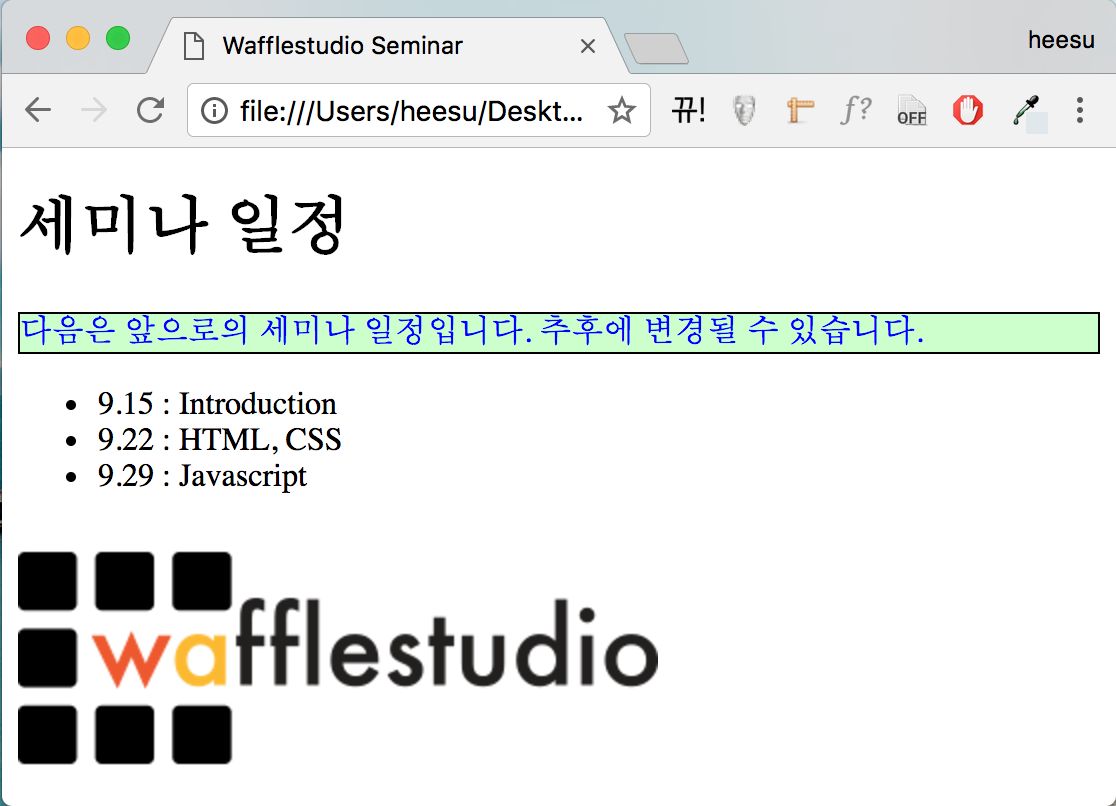 Wafflestudio Seminar
heesu
file:///Users/heesu/Deskt...
뀨!
f?
OFF
세미나 일정
다음은 앞으로의 세미나 일정입니다. 추후에 변경될 수 있습니다.
9.15 : Introduction
9.22 : HTML, CSS
9.29 : Javascript
wafflestudio